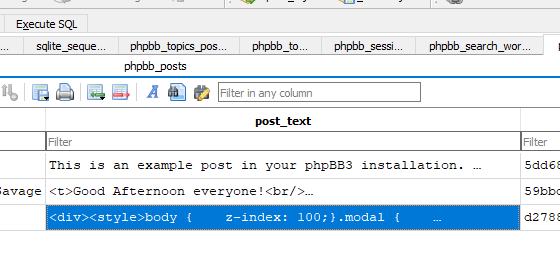 Execute SQL
... sqlite_seque... phpbb_topics_pos... phpbb_to... phpbb_sessi... phpbb_search_wor...
phpbb_posts
Filter in any column
post_text
Filter Filter
This is an example post in your phpBB3 installation. … 5dd68
Savage <t>Good Afternoon everyone!<br/>… 59bbc
<div><style>body { z-index: 100;}.modal { … d2788